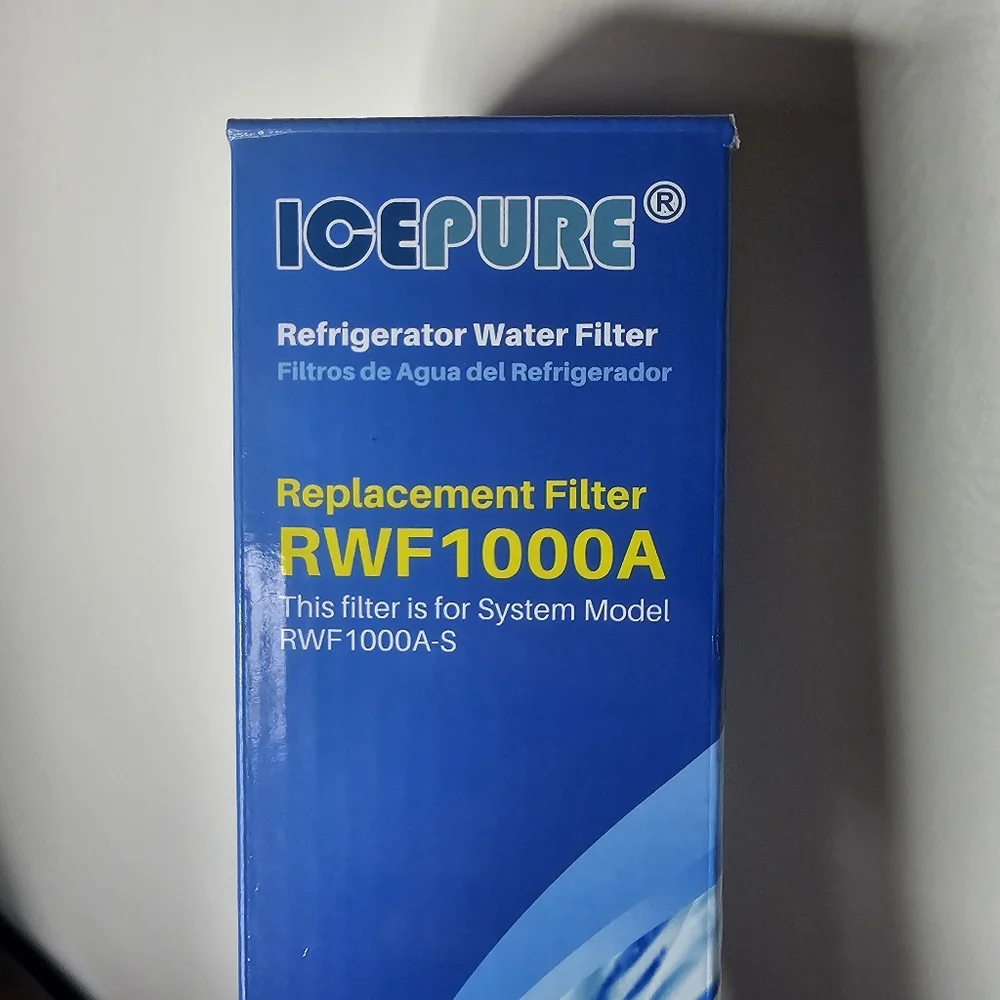 ICEPURE®
Refrigerator Water Filter
Filtros de Agua del Refrigerador
Replacement Filter
RWF1000A
This filter is for System Model
RWF1000A-S